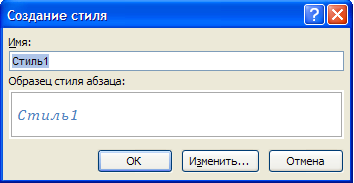 Создание стиля
Имя:
Стиль1
Образец стиля абзаца:
Стиль1
ОК Изменить... Отмена